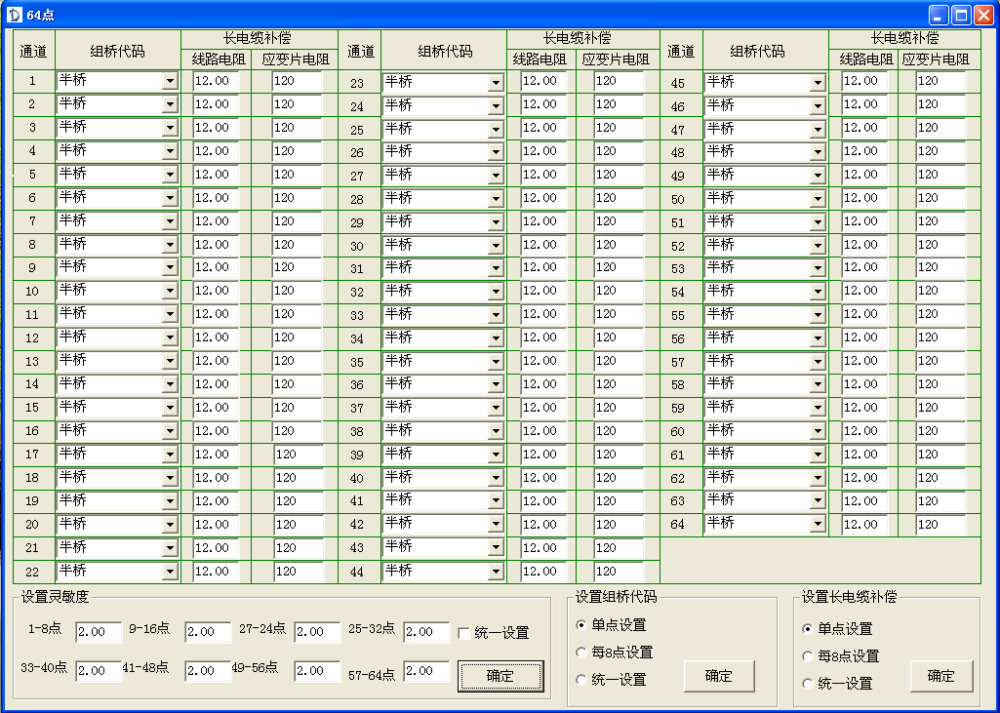 64点
通道 组桥代码 长电缆补偿 通道 组桥代码 长电缆补偿 通道 组桥代码 长电缆补偿
线路电阻 应变片电阻 线路电阻 应变片电阻 线路电阻 应变片电阻
1 半桥 12.00 120 23 半桥 12.00 120 45 半桥 12.00 120
2 半桥 12.00 120 24 半桥 12.00 120 46 半桥 12.00 120
3 半桥 12.00 120 25 半桥 12.00 120 47 半桥 12.00 120
4 半桥 12.00 120 26 半桥 12.00 120 48 半桥 12.00 120
5 半桥 12.00 120 27 半桥 12.00 120 49 半桥 12.00 120
6 半桥 12.00 120 28 半桥 12.00 120 50 半桥 12.00 120
7 半桥 12.00 120 29 半桥 12.00 120 51 半桥 12.00 120
8 半桥 12.00 120 30 半桥 12.00 120 52 半桥 12.00 120
9 半桥 12.00 120 31 半桥 12.00 120 53 半桥 12.00 120
10 半桥 12.00 120 32 半桥 12.00 120 54 半桥 12.00 120
11 半桥 12.00 120 33 半桥 12.00 120 55 半桥 12.00 120
12 半桥 12.00 120 34 半桥 12.00 120 56 半桥 12.00 120
13 半桥 12.00 120 35 半桥 12.00 120 57 半桥 12.00 120
14 半桥 12.00 120 36 半桥 12.00 120 58 半桥 12.00 120
15 半桥 12.00 120 37 半桥 12.00 120 59 半桥 12.00 120
16 半桥 12.00 120 38 半桥 12.00 120 60 半桥 12.00 120
17 半桥 12.00 120 39 半桥 12.00 120 61 半桥 12.00 120
18 半桥 12.00 120 40 半桥 12.00 120 62 半桥 12.00 120
19 半桥 12.00 120 41 半桥 12.00 120 63 半桥 12.00 120
20 半桥 12.00 120 42 半桥 12.00 120 64 半桥 12.00 120
21 半桥 12.00 120 43 半桥 12.00 120
22 半桥 12.00 120 44 半桥 12.00 120
设置灵敏度
1-8点 2.00 9-16点 2.00 27-24点 2.00 25-32点 2.00 统一设置
33-40点 2.00 41-48点 2.00 49-56点 2.00 57-64点 2.00 确定
设置组桥代码
单点设置
每8点设置
统一设置 确定
设置长电缆补偿
单点设置
每8点设置
统一设置 确定